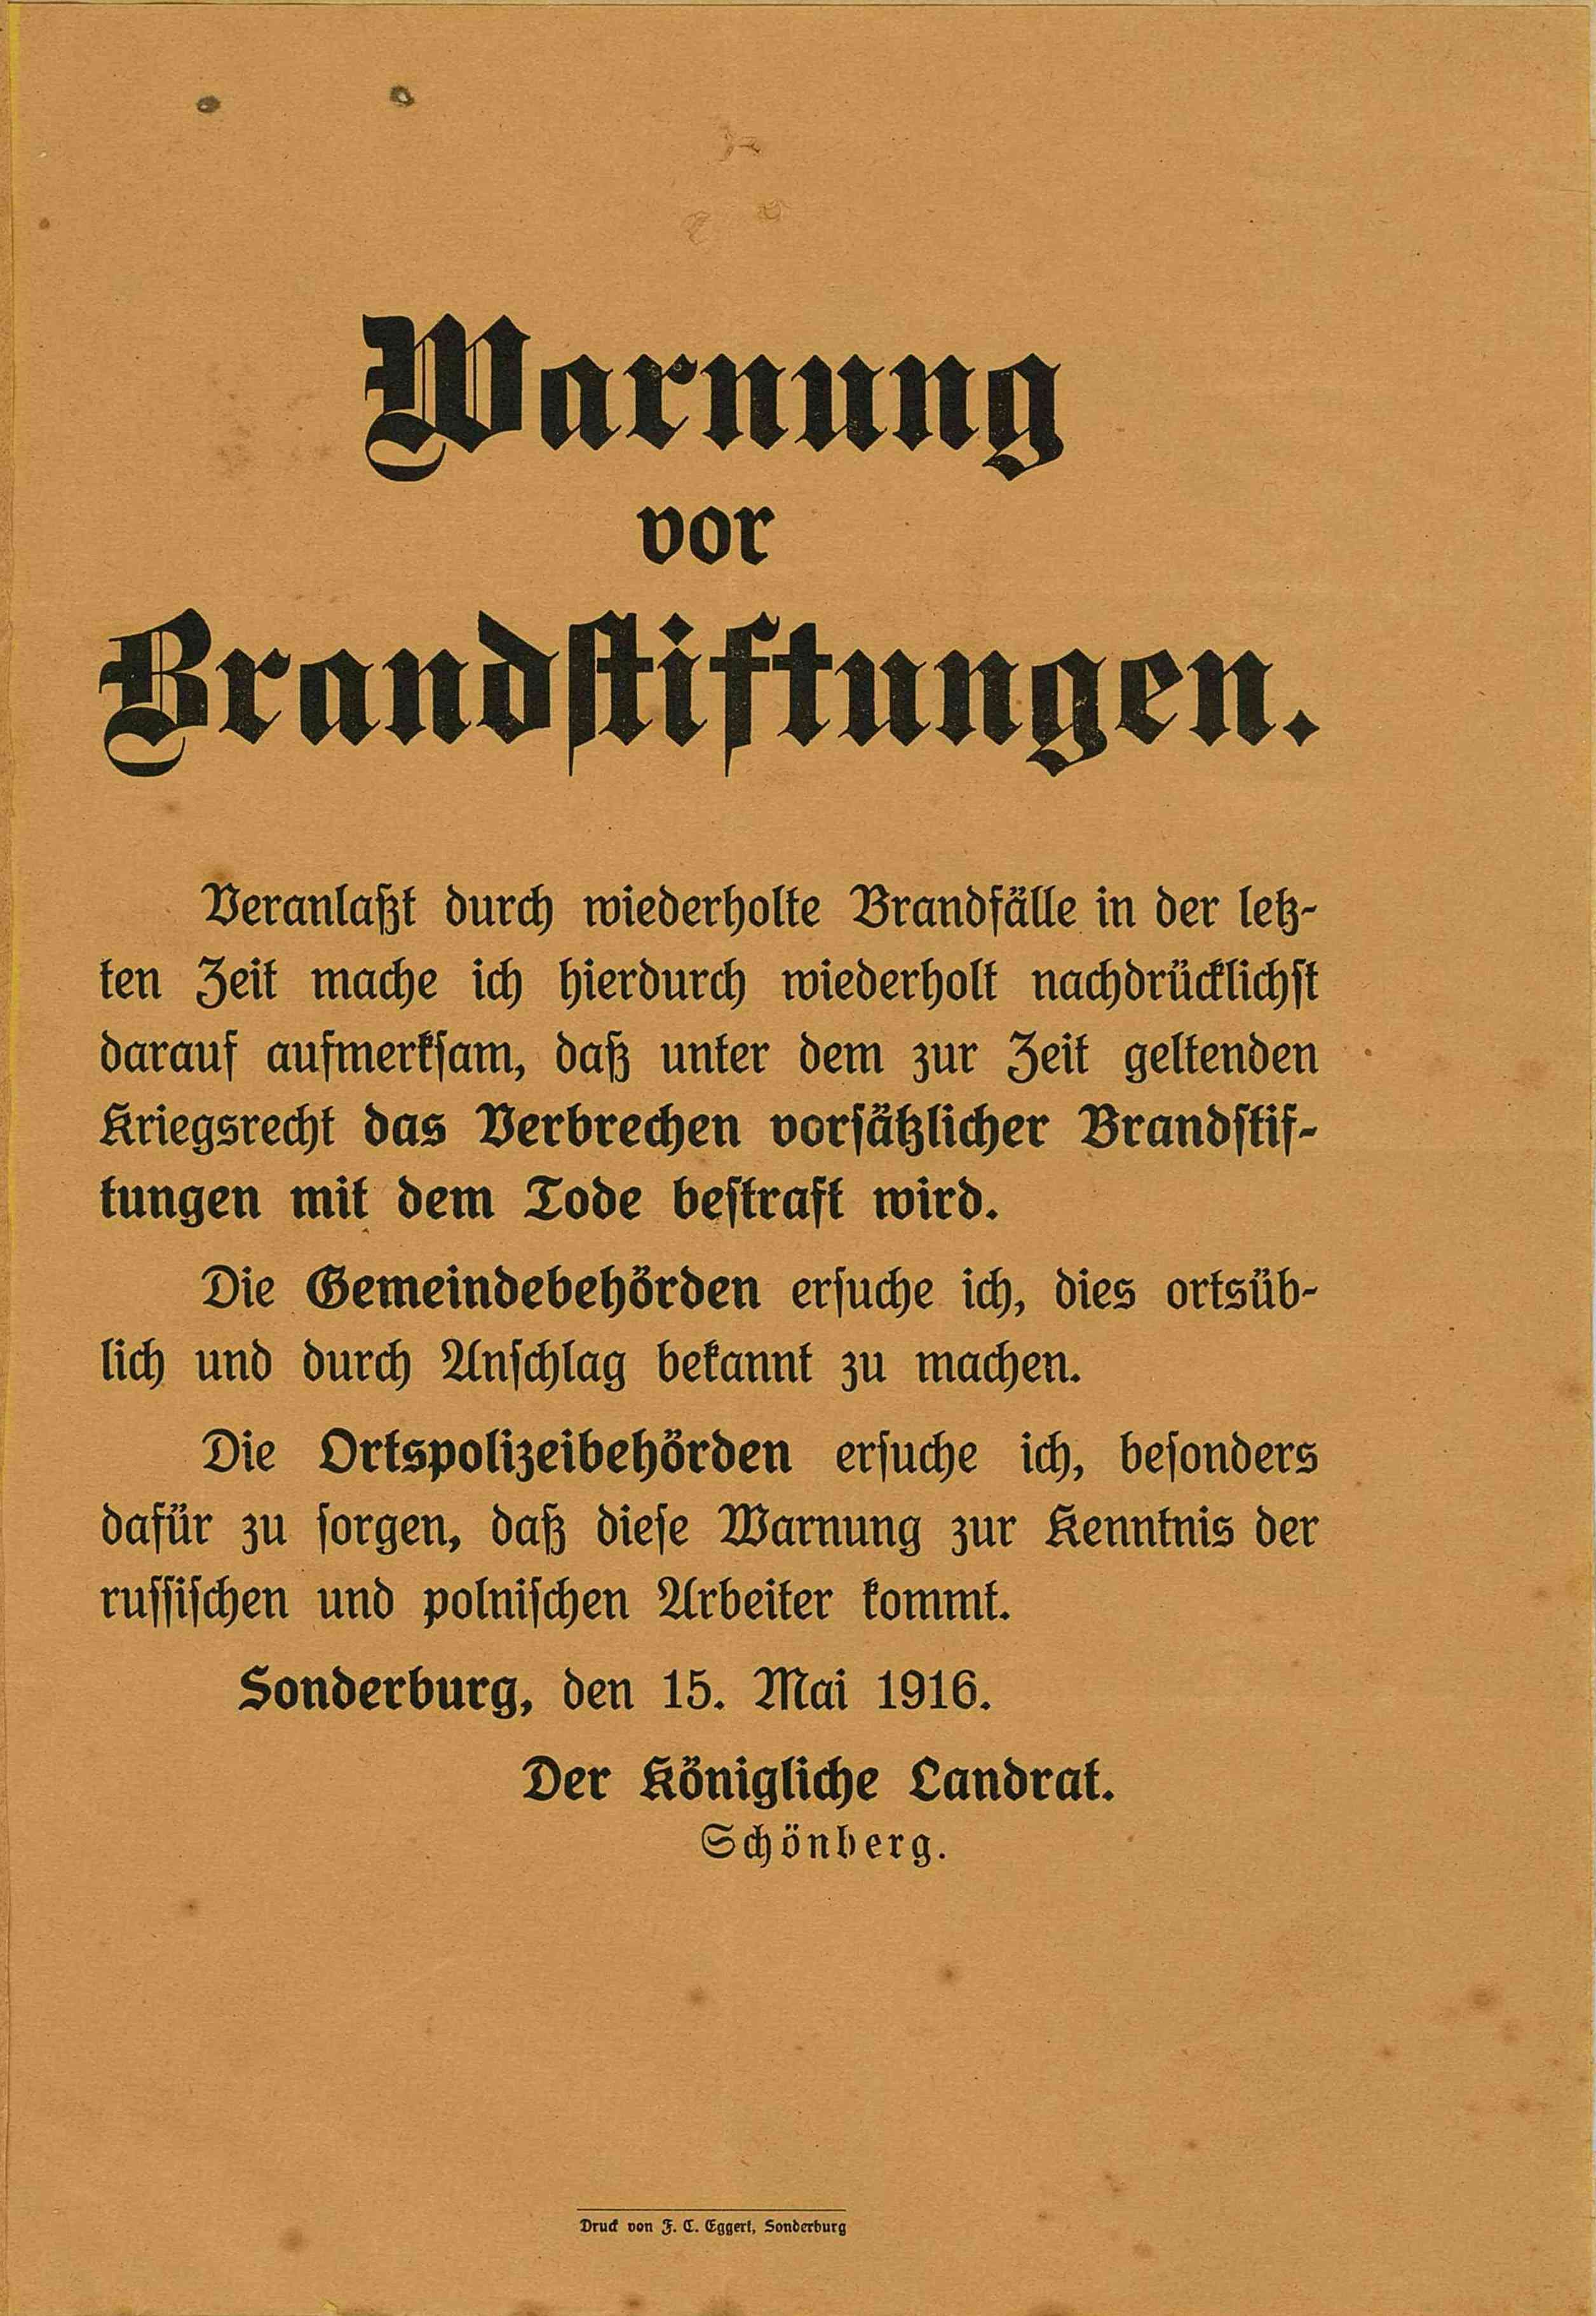 Warnung
vor
Brandstiftungen.
Veranlaßt durch wiederholte Brandfälle in der letz-
ten Zeit mache ich hierdurch wiederholt nachdrücklichst
darauf aufmerksam, daß unter dem zur Zeit geltenden
Kriegsrecht das Verbrechen vorsätzlicher Brandstif-
tungen mit dem Tode bestraft wird.
Die Gemeindebehörden ersuche ich, dies ortsüb-
lich und durch Anschlag bekannt zu machen.
Die Ortspolizeibehörden ersuche ich, besonders
dafür zu sorgen, daß diese Warnung zur Kenntnis der
russischen und polnischen Arbeiter kommt.
Sonderburg, den 15. Mai 1916.
Der Königliche Landrat.
Schönberg.
Druck von F. C. Eggert, Sonderburg